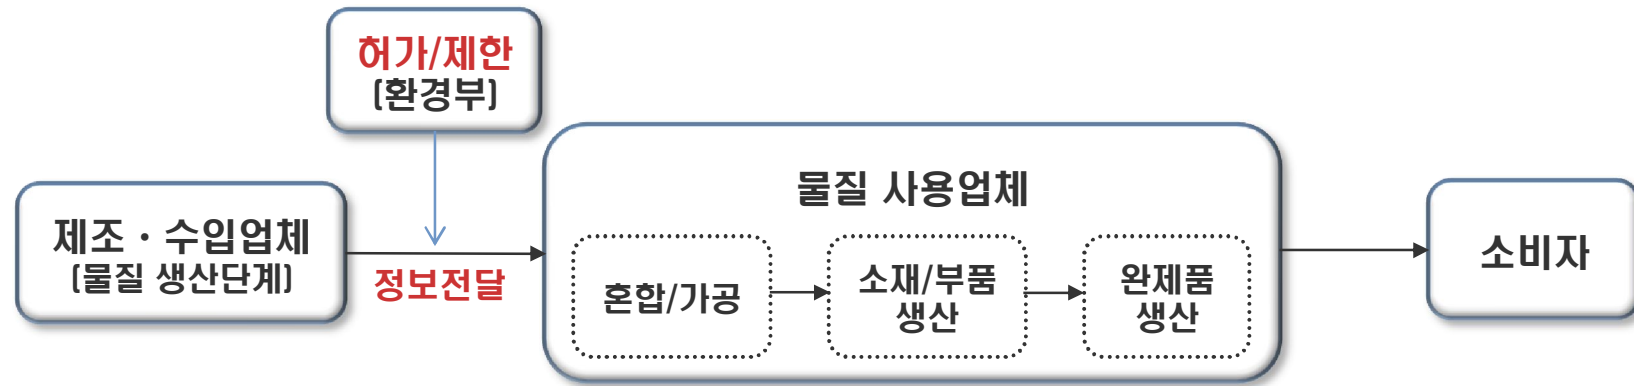 허가/제한
(환경부)
제조 · 수입업체
(물질 생산단계)
정보전달
물질 사용업체
혼합/가공
소재/부품
생산
완제품
생산
소비자